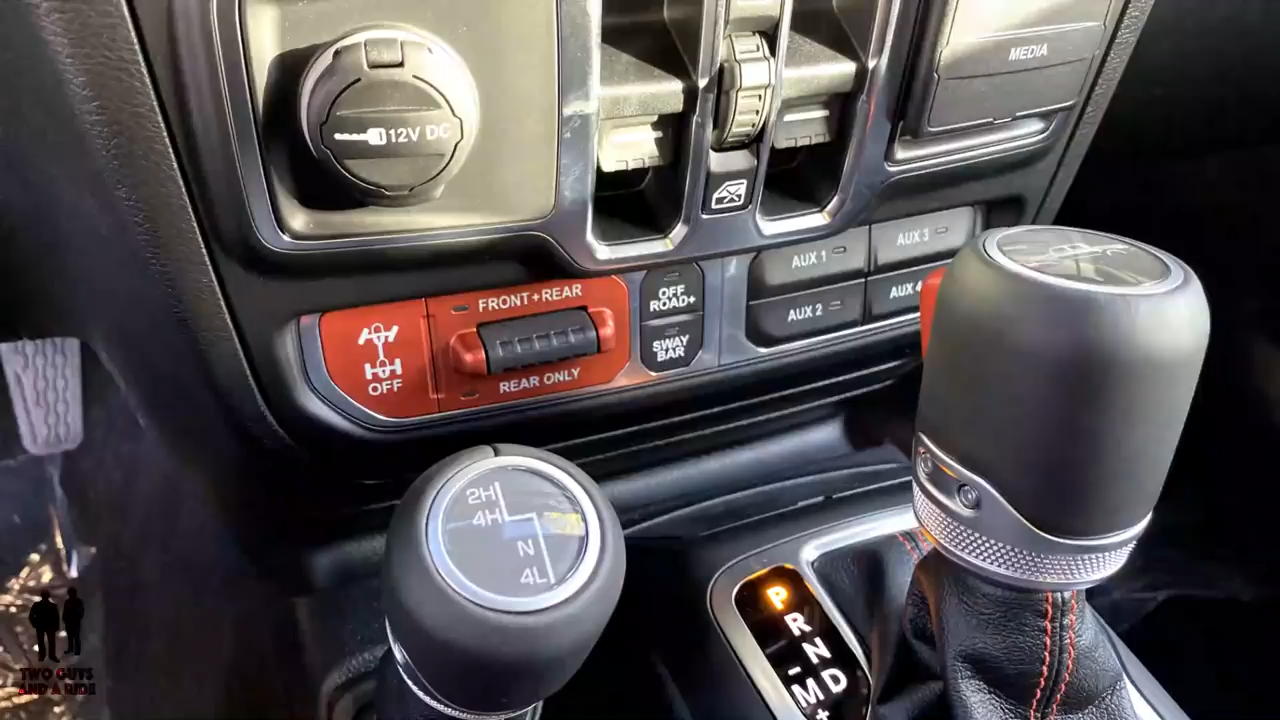 12V DC
MEDIA
AUX 1
AUX 3
AUX 2
AUX 4
FRONT+REAR
OFF
REAR ONLY
OFF
ROAD+
SWAY
BAR
2H
4H
N
4L
P
R
N
- M D
+
TWO GUYS
AND A RIDE